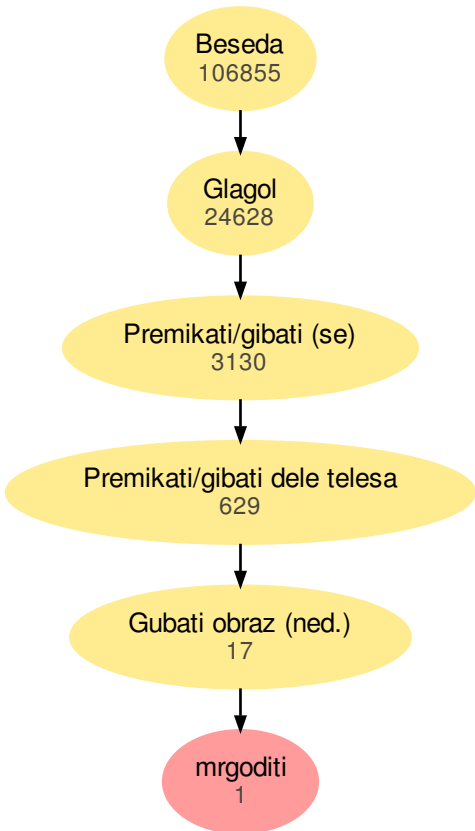 Beseda
106855
Glagol
24628
Premikati/gibati (se)
3130
Premikati/gibati dele telesa
629
Gubati obraz (ned.)
17
mrgoditi
1